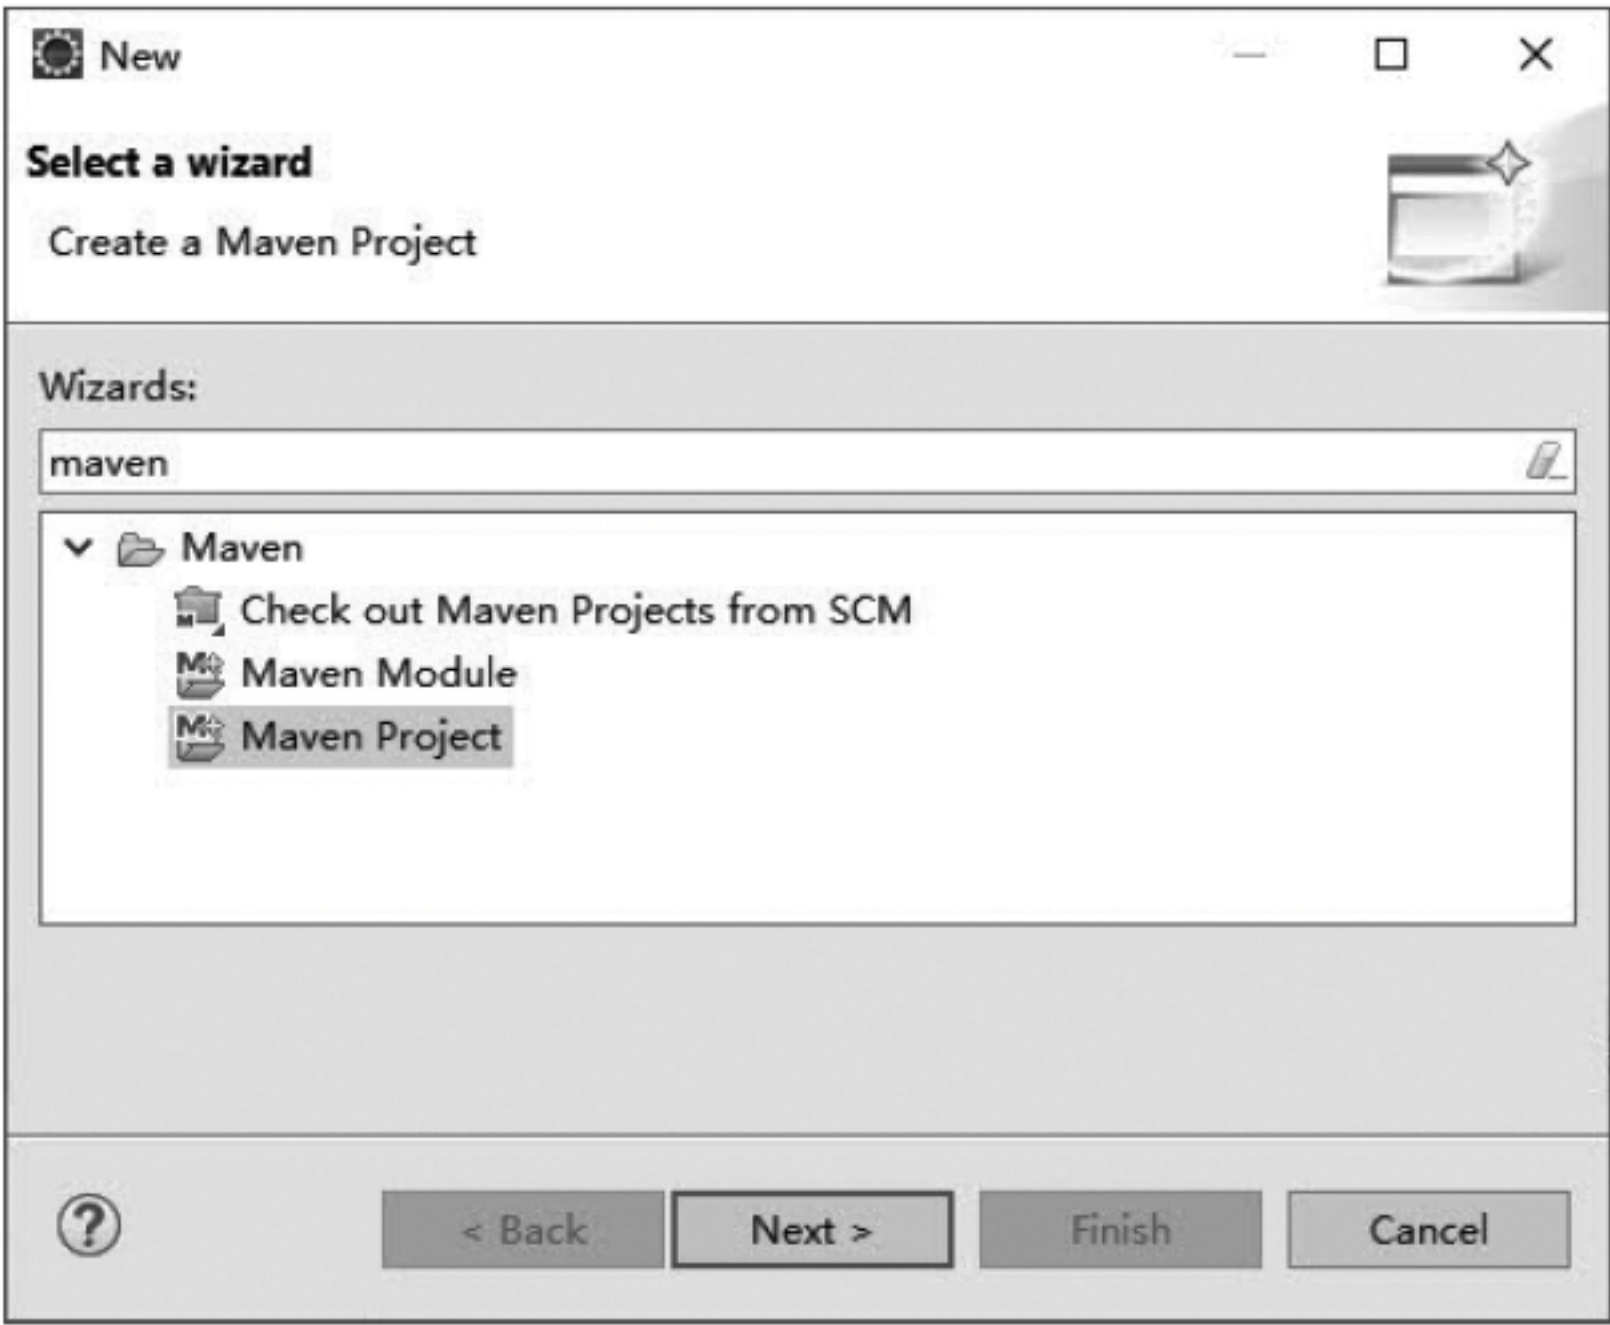 New
Select a wizard
Create a Maven Project
Wizards:
maven
Maven
Check out Maven Projects from SCM
Maven Module
Maven Project
< Back
Next >
Finish
Cancel